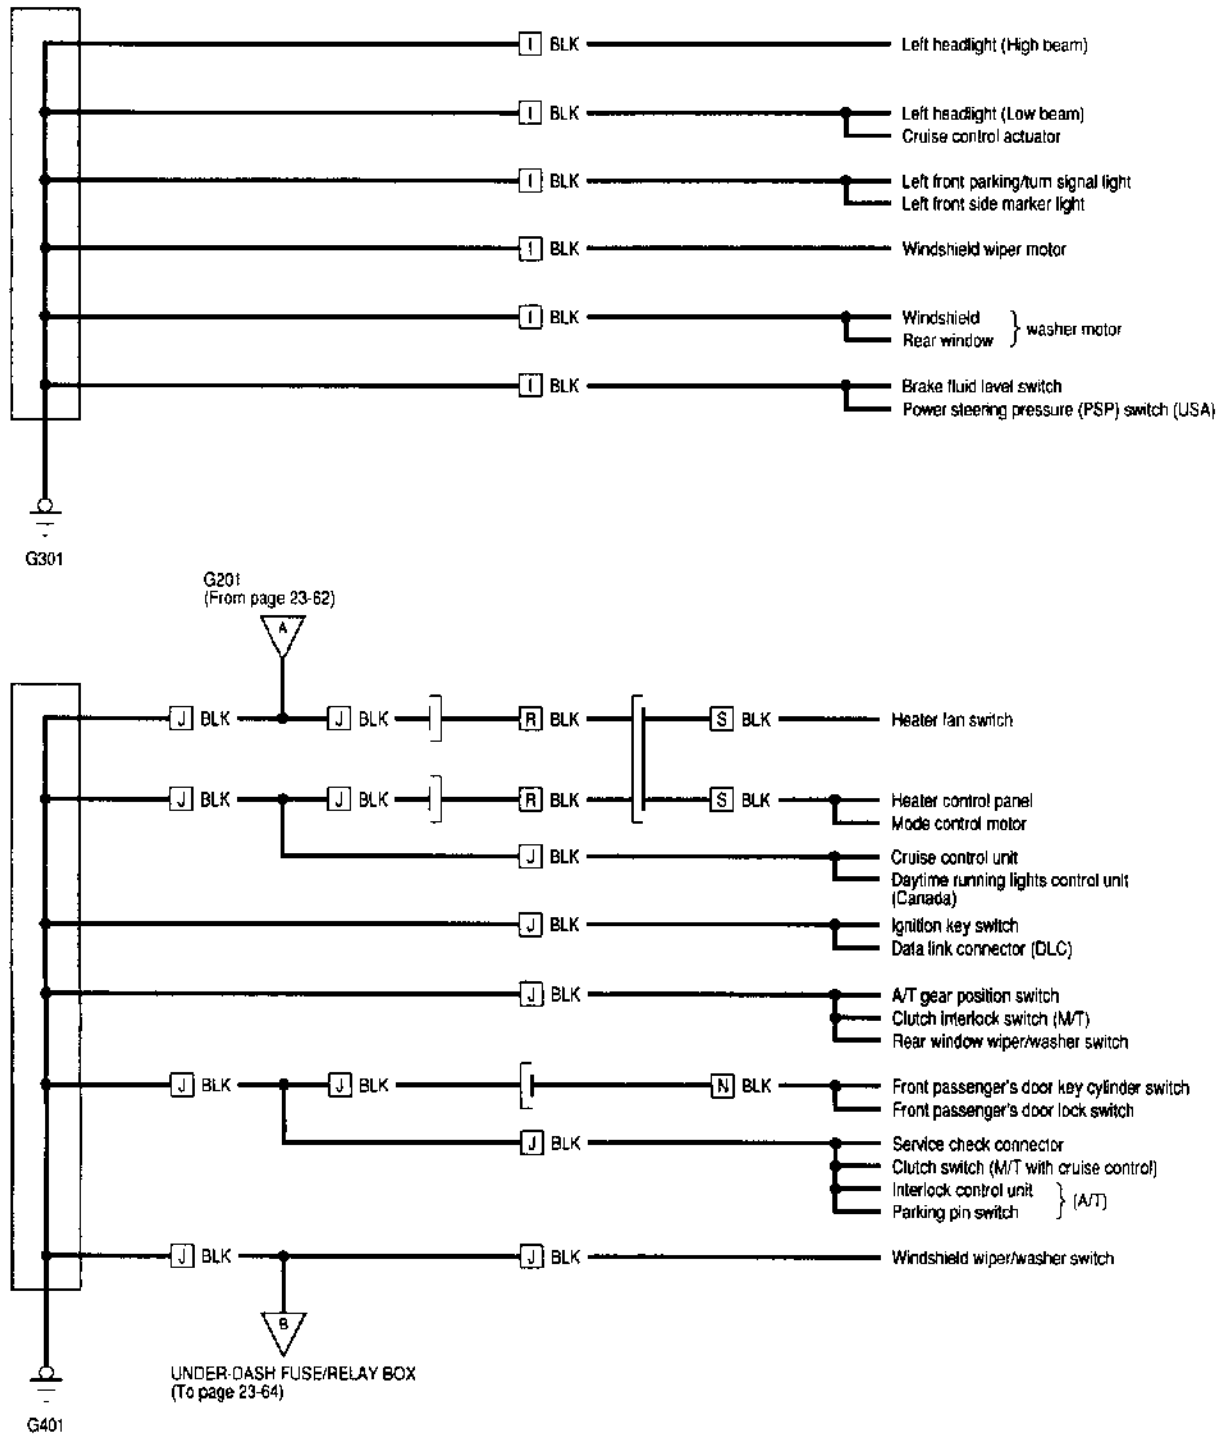 I BLK Left headlight (High beam)
I BLK Left headlight (Low beam)
Cruise control actuator
I BLK Left front parking/turn signal light
Left front side marker light
I BLK Windshield wiper motor
I BLK Windshield
Rear window } washer motor
I BLK Brake fluid level switch
Power steering pressure (PSP) switch (USA)
G301
G201
(From page 23-62)
A
J BLK J BLK R BLK S BLK Heater fan switch
J BLK J BLK R BLK S BLK Heater control panel
Mode control motor
J BLK Cruise control unit
Daytime running lights control unit
(Canada)
J BLK Ignition key switch
Data link connector (DLC)
J BLK A/T gear position switch
Clutch interlock switch (M/T)
Rear window wiper/washer switch
J BLK J BLK N BLK Front passenger's door key cylinder switch
Front passenger's door lock switch
J BLK Service check connector
Clutch switch (M/T with cruise control)
Interlock control unit
Parking pin switch } (A/T)
J BLK J BLK Windshield wiper/washer switch
B
UNDER-DASH FUSE/RELAY BOX
(To page 23-64)
G401